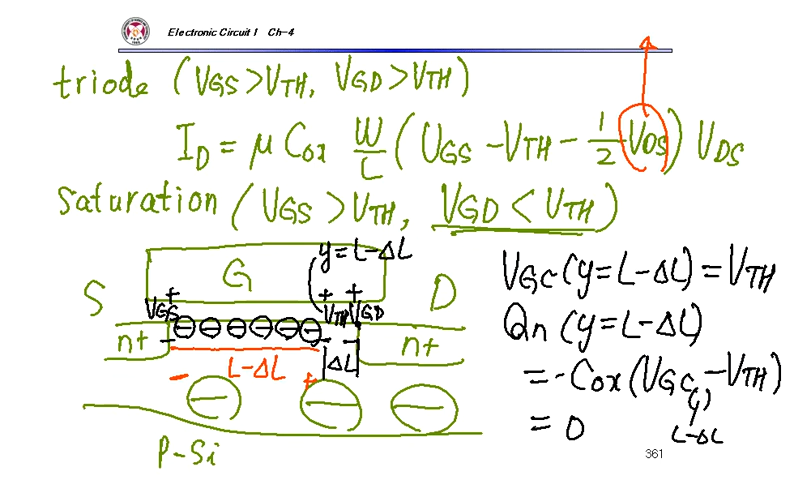 Electronic Circuit 1 Ch-4
triode (VGS>VTH, VGD>VTH)
ID = μ Cox W/L (VGS - VTH - 1/2 VDS) VDS
Saturation (VGS > VTH, VGD < VTH)
y=L-ΔL
G
S
D
VGS
VTH
VGD
n+
n+
L-ΔL
ΔL
P-Si
VGC(y=L-ΔL)=VTH
Qn(y=L-ΔL)
=-Cox(VGC(y)-VTH)
L-ΔL
= 0
361